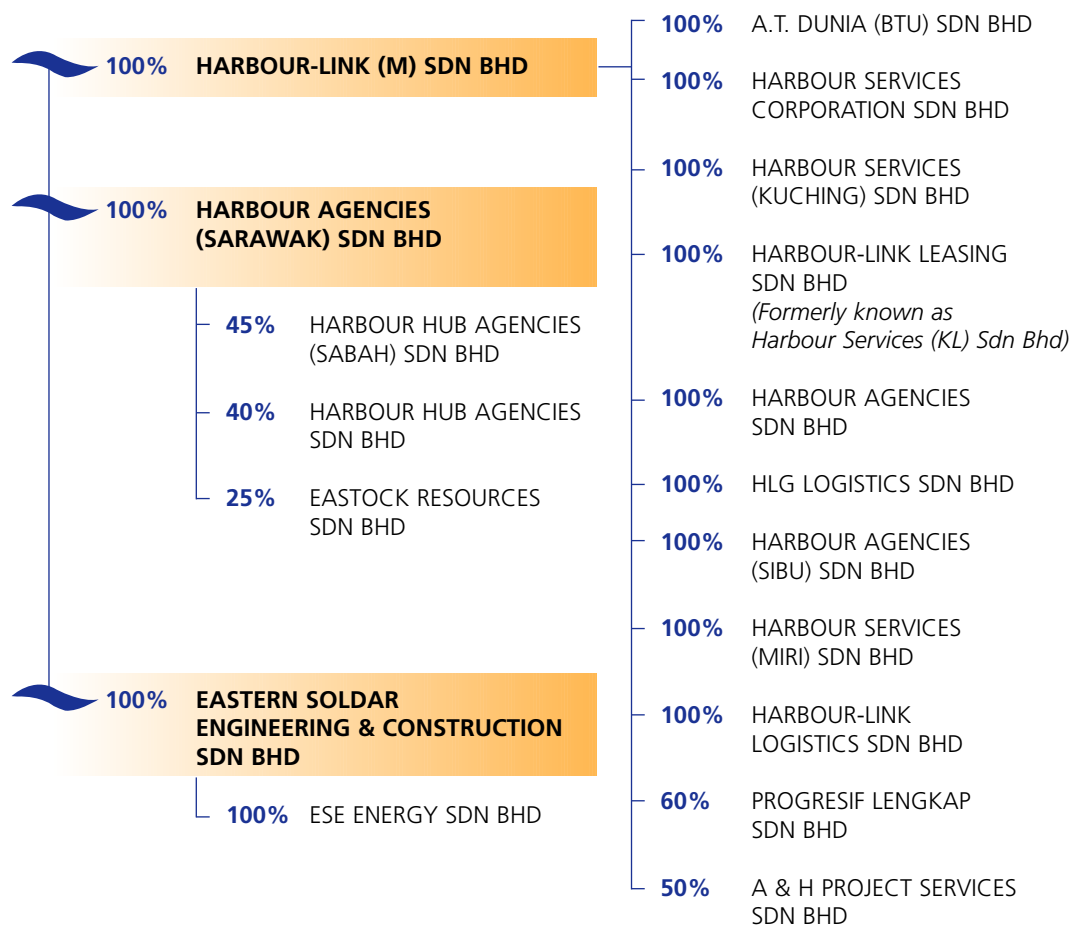 100% HARBOUR-LINK (M) SDN BHD
100% HARBOUR AGENCIES
(SARAWAK) SDN BHD
45% HARBOUR HUB AGENCIES
(SABAH) SDN BHD
40% HARBOUR HUB AGENCIES
SDN BHD
25% EASTOCK RESOURCES
SDN BHD
100% EASTERN SOLDAR
ENGINEERING & CONSTRUCTION
SDN BHD
100% ESE ENERGY SDN BHD
100% A.T. DUNIA (BTU) SDN BHD
100% HARBOUR SERVICES
CORPORATION SDN BHD
100% HARBOUR SERVICES
(KUCHING) SDN BHD
100% HARBOUR-LINK LEASING
SDN BHD
(Formerly known as
Harbour Services (KL) Sdn Bhd)
100% HARBOUR AGENCIES
SDN BHD
100% HLG LOGISTICS SDN BHD
100% HARBOUR AGENCIES
(SIBU) SDN BHD
100% HARBOUR SERVICES
(MIRI) SDN BHD
100% HARBOUR-LINK
LOGISTICS SDN BHD
60% PROGRESIF LENGKAP
SDN BHD
50% A & H PROJECT SERVICES
SDN BHD